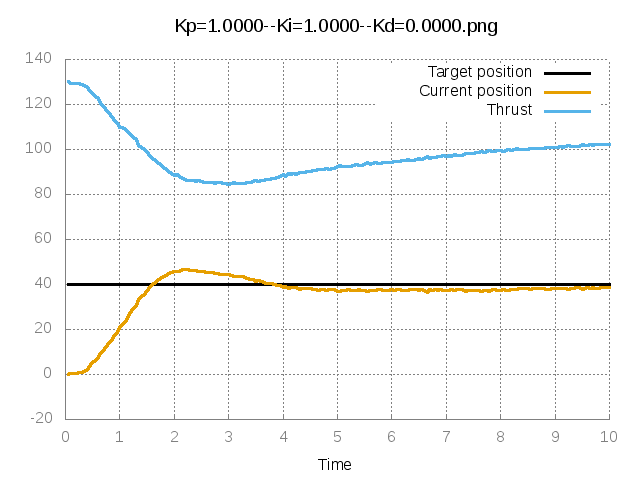 Kp=1.0000--Ki=1.0000--Kd=0.0000.png
140
120
100
80
60
40
20
0
-20
Target position
Current position
Thrust
0 1 2 3 4 5 6 7 8 9 10
Time